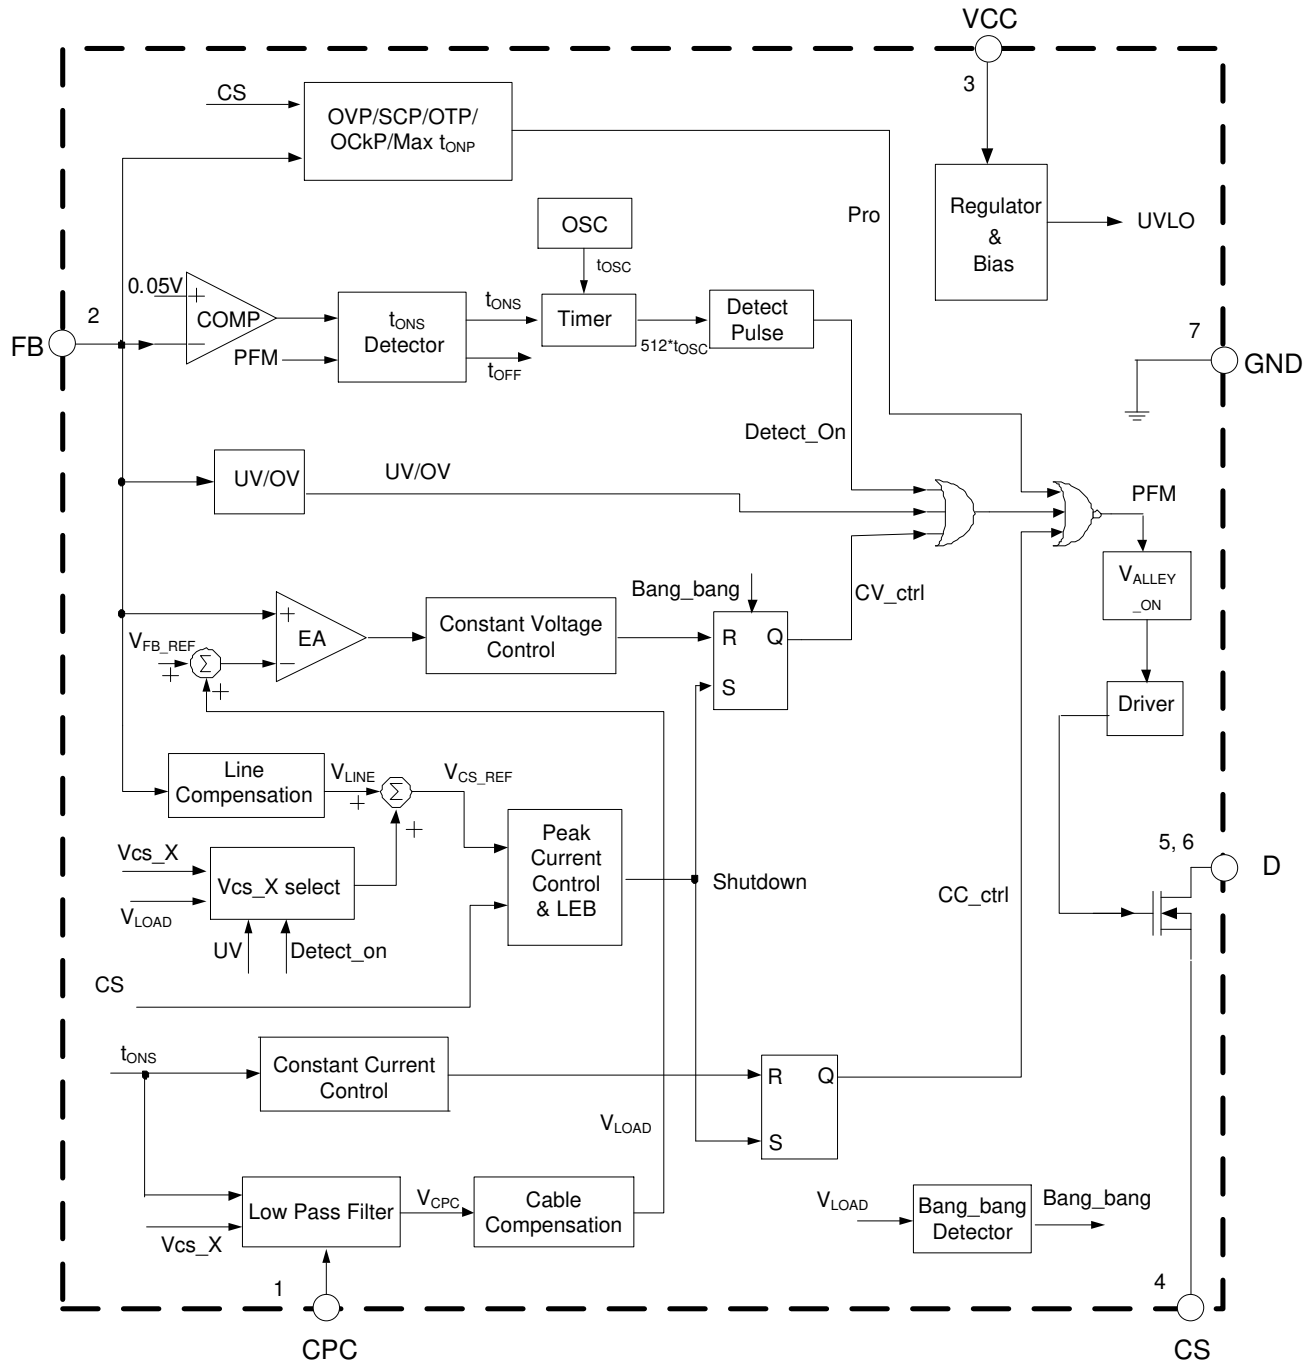 VCC
3
CS
OVP/SCP/OTP/
OCkP/Max tONP
Pro
Regulator
&
Bias
UVLO
OSC
tOSC
0.05V
+
COMP
−
PFM
tONS
Detector
tONS
tOFF
Timer
512*tOSC
Detect
Pulse
2
FB
7
GND
Detect_On
UV/OV
UV/OV
PFM
VALLEY
_ON
Driver
+
EA
−
VFB_REF
+
Σ
+
Constant Voltage
Control
Bang_bang
R
Q
S
CV_ctrl
Line
Compensation
VLINE
+
Σ
+
VCS_REF
Vcs_X
VLOAD
Vcs_X select
UV
Detect_on
Peak
Current
Control
& LEB
Shutdown
CC_ctrl
5, 6
D
CS
tONS
Constant Current
Control
R
Q
S
VLOAD
Low Pass Filter
Vcs_X
VCPC
Cable
Compensation
VLOAD
Bang_bang
Detector
Bang_bang
1
CPC
4
CS